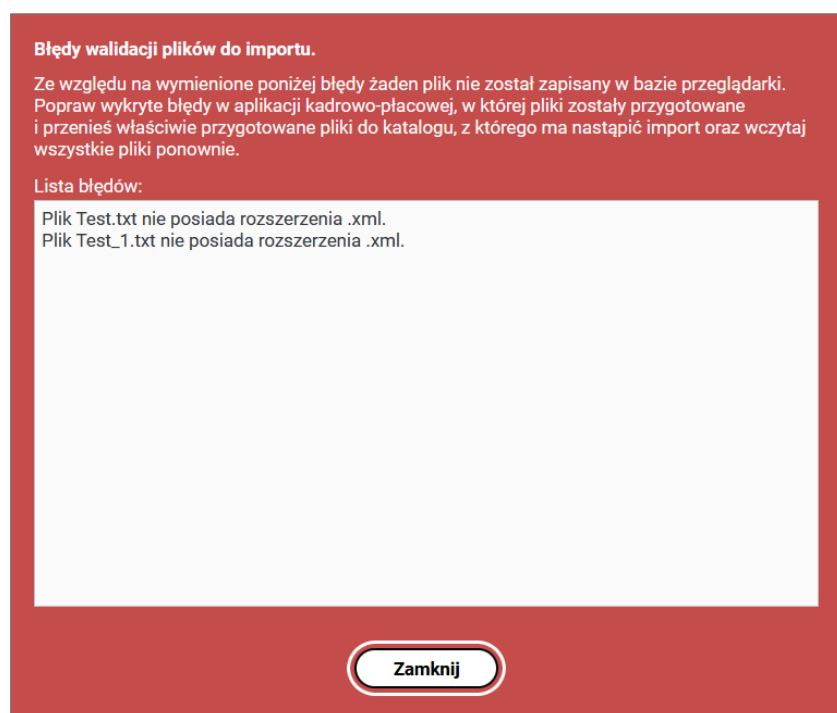 Błędy walidacji plików do importu.
Ze względu na wymienione poniżej błędy żaden plik nie został zapisany w bazie przeglądarki.
Popraw wykryte błędy w aplikacji kadrowo-płacowej, w której pliki zostały przygotowane
i przenieś właściwie przygotowane pliki do katalogu, z którego ma nastąpić import oraz wczytaj
wszystkie pliki ponownie.
Lista błędów:
Plik Test.txt nie posiada rozszerzenia .xml.
Plik Test_1.txt nie posiada rozszerzenia .xml.
Zamknij